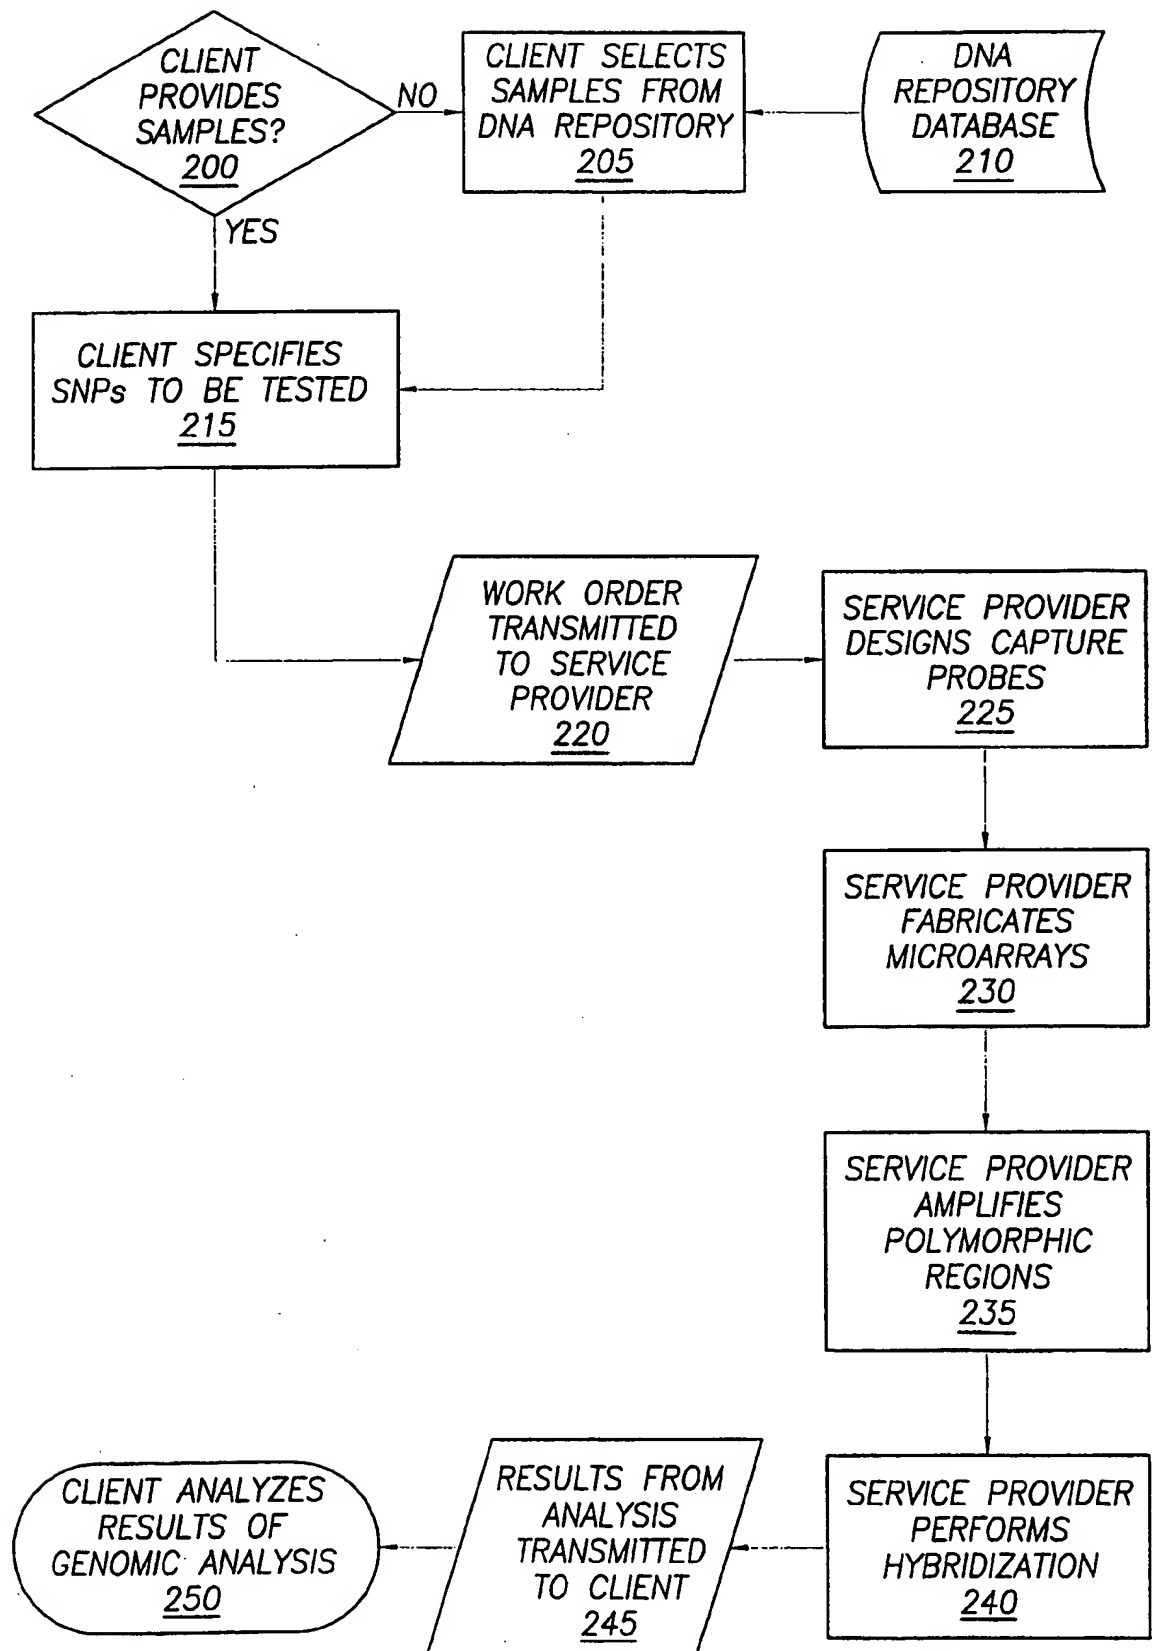 CLIENT
PROVIDES
SAMPLES?
200
NO
CLIENT SELECTS
SAMPLES FROM
DNA REPOSITORY
205
DNA
REPOSITORY
DATABASE
210
YES
CLIENT SPECIFIES
SNPs TO BE TESTED
215
WORK ORDER
TRANSMITTED
TO SERVICE
PROVIDER
220
SERVICE PROVIDER
DESIGNS CAPTURE
PROBES
225
SERVICE PROVIDER
FABRICATES
MICROARRAYS
230
SERVICE PROVIDER
AMPLIFIES
POLYMORPHIC
REGIONS
235
SERVICE PROVIDER
PERFORMS
HYBRIDIZATION
240
RESULTS FROM
ANALYSIS
TRANSMITTED
TO CLIENT
245
CLIENT ANALYZES
RESULTS OF
GENOMIC ANALYSIS
250